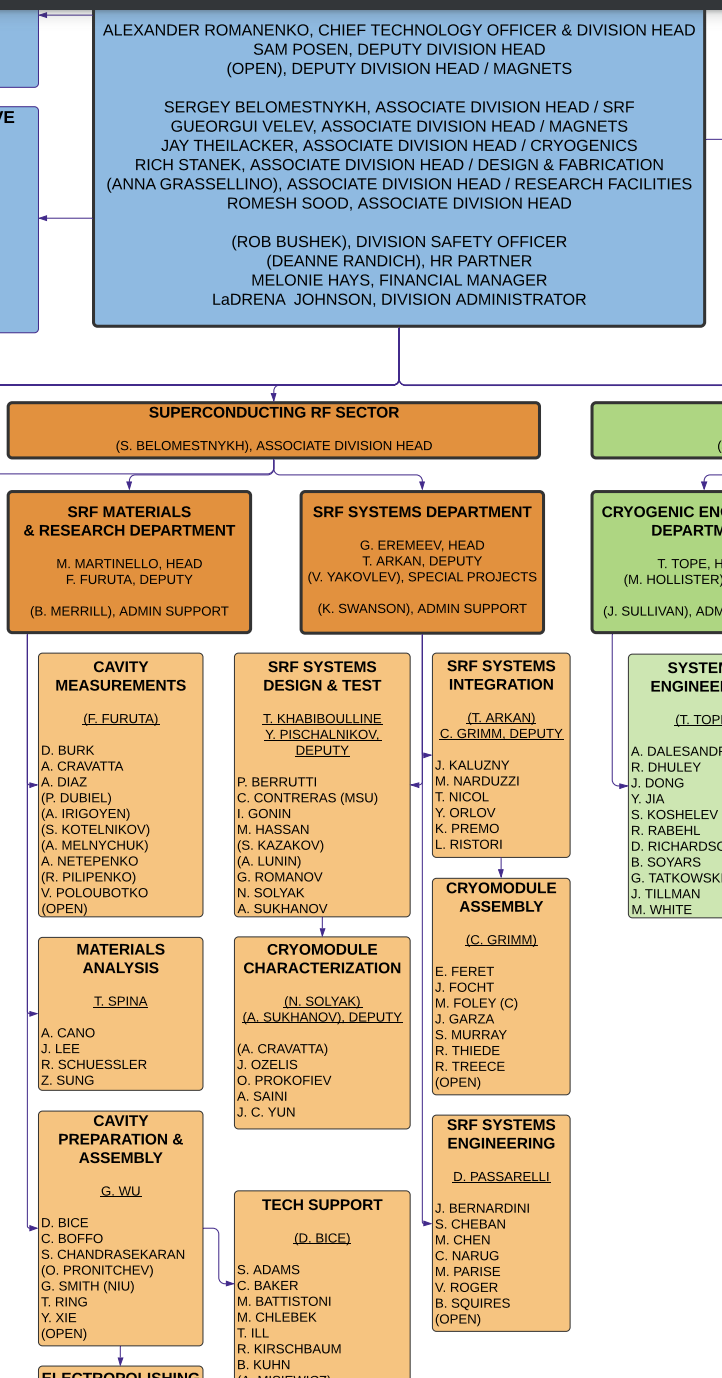 ALEXANDER ROMANENKO, CHIEF TECHNOLOGY OFFICER & DIVISION HEAD
SAM POSEN, DEPUTY DIVISION HEAD
(OPEN), DEPUTY DIVISION HEAD / MAGNETS
SERGEY BELOMESTNYKH, ASSOCIATE DIVISION HEAD / SRF
GUEORGUI VELEV, ASSOCIATE DIVISION HEAD / MAGNETS
JAY THEILACKER, ASSOCIATE DIVISION HEAD / CRYOGENICS
RICH STANEK, ASSOCIATE DIVISION HEAD / DESIGN & FABRICATION
(ANNA GRASSELLINO), ASSOCIATE DIVISION HEAD / RESEARCH FACILITIES
ROMESH SOOD, ASSOCIATE DIVISION HEAD
(ROB BUSHEK), DIVISION SAFETY OFFICER
(DEANNE RANDICH), HR PARTNER
MELONIE HAYS, FINANCIAL MANAGER
LaDRENA JOHNSON, DIVISION ADMINISTRATOR
VE
SUPERCONDUCTING RF SECTOR
(S. BELOMESTNYKH), ASSOCIATE DIVISION HEAD
(
SRF MATERIALS
& RESEARCH DEPARTMENT
M. MARTINELLO, HEAD
F. FURUTA, DEPUTY
(B. MERRILL), ADMIN SUPPORT
SRF SYSTEMS DEPARTMENT
G. EREMEEV, HEAD
T. ARKAN, DEPUTY
(V. YAKOVLEV), SPECIAL PROJECTS
(K. SWANSON), ADMIN SUPPORT
CRYOGENIC ENG
DEPARTM
T. TOPE, H
(M. HOLLISTER)
(J. SULLIVAN), ADM
CAVITY
MEASUREMENTS
(F. FURUTA)
D. BURK
A. CRAVATTA
A. DIAZ
(P. DUBIEL)
(A. IRIGOYEN)
(S. KOTELNIKOV)
(A. MELNYCHUK)
A. NETEPENKO
(R. PILIPENKO)
V. POLOUBOTKO
(OPEN)
SRF SYSTEMS
DESIGN & TEST
T. KHABIBOULLINE
Y. PISCHALNIKOV,
DEPUTY
P. BERRUTTI
C. CONTRERAS (MSU)
I. GONIN
M. HASSAN
(S. KAZAKOV)
(A. LUNIN)
G. ROMANOV
N. SOLYAK
A. SUKHANOV
SRF SYSTEMS
INTEGRATION
(T. ARKAN)
C. GRIMM, DEPUTY
J. KALUZNY
M. NARDUZZI
T. NICOL
Y. ORLOV
K. PREMO
L. RISTORI
SYSTEM
ENGINEE
(T. TOPE
A. DALESANDR
R. DHULEY
J. DONG
Y. JIA
S. KOSHELEV
R. RABEHL
D. RICHARDSO
B. SOYARS
G. TATKOWSKI
J. TILLMAN
M. WHITE
CRYOMODULE
ASSEMBLY
(C. GRIMM)
E. FERET
J. FOCHT
M. FOLEY (C)
J. GARZA
S. MURRAY
R. THIEDE
R. TREECE
(OPEN)
MATERIALS
ANALYSIS
T. SPINA
A. CANO
J. LEE
R. SCHUESSLER
Z. SUNG
CRYOMODULE
CHARACTERIZATION
(N. SOLYAK)
(A. SUKHANOV), DEPUTY
(A. CRAVATTA)
J. OZELIS
O. PROKOFIEV
A. SAINI
J. C. YUN
CAVITY
PREPARATION &
ASSEMBLY
G. WU
D. BICE
C. BOFFO
S. CHANDRASEKARAN
(O. PRONITCHEV)
G. SMITH (NIU)
T. RING
Y. XIE
(OPEN)
SRF SYSTEMS
ENGINEERING
D. PASSARELLI
J. BERNARDINI
S. CHEBAN
M. CHEN
C. NARUG
M. PARISE
V. ROGER
B. SQUIRES
(OPEN)
TECH SUPPORT
(D. BICE)
S. ADAMS
C. BAKER
M. BATTISTONI
M. CHLEBEK
T. ILL
R. KIRSCHBAUM
B. KUHN
(A. MISIEWICZ)
ELECTROPOLISHING